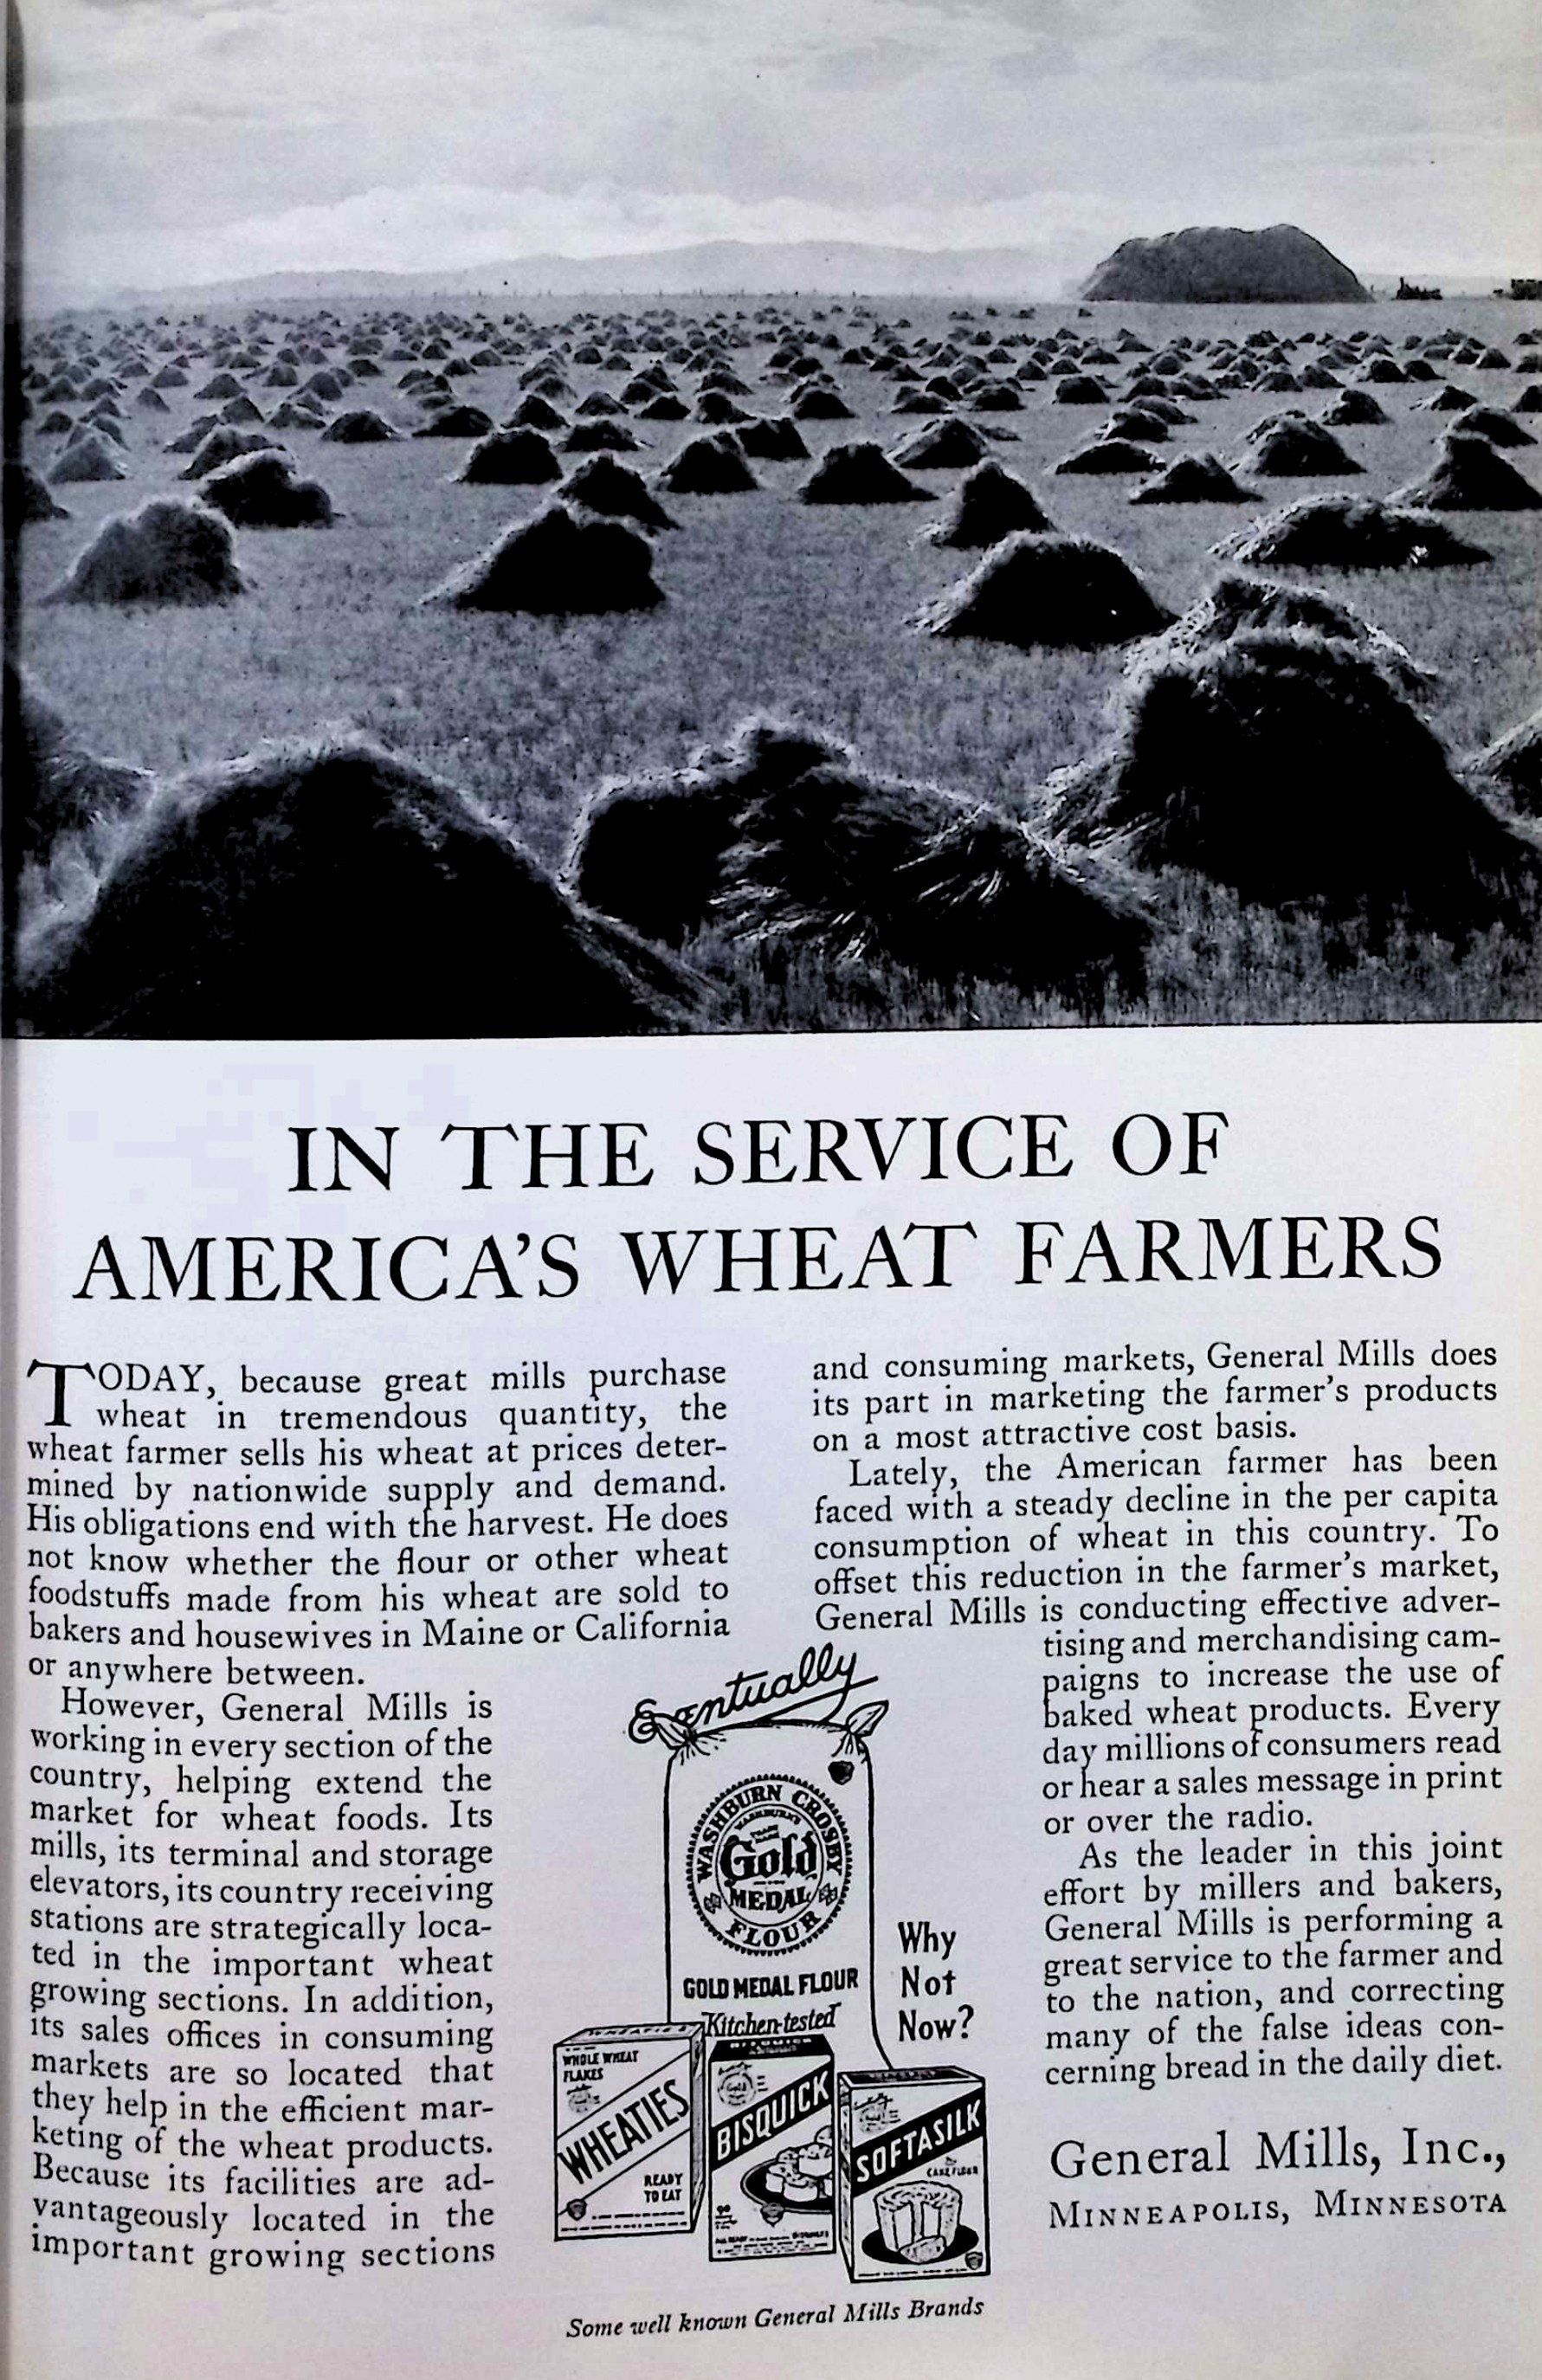 IN THE SERVICE OF
AMERICA'S WHEAT FARMERS
TODAY, because great mills purchase
wheat in tremendous quantity, the
wheat farmer sells his wheat at prices deter-
mined by nationwide supply and demand.
His obligations end with the harvest. He does
not know whether the flour or other wheat
foodstuffs made from his wheat are sold to
bakers and housewives in Maine or California
or anywhere between.
However, General Mills is
working in every section of the
country, helping extend the
market for wheat foods. Its
mills, its terminal and storage
elevators, its country receiving
stations are strategically loca-
ted in the important wheat
growing sections. In addition,
its sales offices in consuming
markets are so located that
they help in the efficient mar-
keting of the wheat products.
Because its facilities are ad-
vantageously located in the
important growing sections
and consuming markets, General Mills does
its part in marketing the farmer's products
on a most attractive cost basis.
Lately, the American farmer has been
faced with a steady decline in the per capita
consumption of wheat in this country. To
offset this reduction in the farmer's market,
General Mills is conducting effective adver-
tising and merchandising cam-
paigns to increase the use of
baked wheat products. Every
day millions of consumers read
or hear a sales message in print
or over the radio.
As the leader in this joint
effort by millers and bakers,
General Mills is performing a
great service to the farmer and
to the nation, and correcting
many of the false ideas con-
cerning bread in the daily diet.
General Mills, Inc.,
MINNEAPOLIS, MINNESOTA
Eventually
WASHBURN CROSBY
WASHBURN'S
Gold
MEDAL
FLOUR
GOLD MEDAL FLOUR
Kitchen-tested
Why
Not
Now?
WHEATIES
WHOLE WHEAT
FLAKES
WHEATIES
READY
TO EAT
BISQUICK
SOFTASILK
CAKE FLOUR
Some well known General Mills Brands